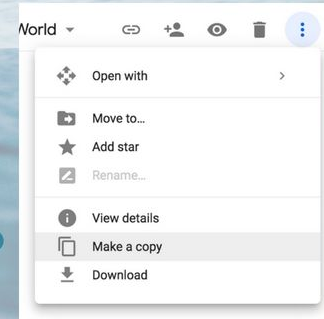 World
Open with
Move to...
Add star
Rename...
View details
Make a copy
Download